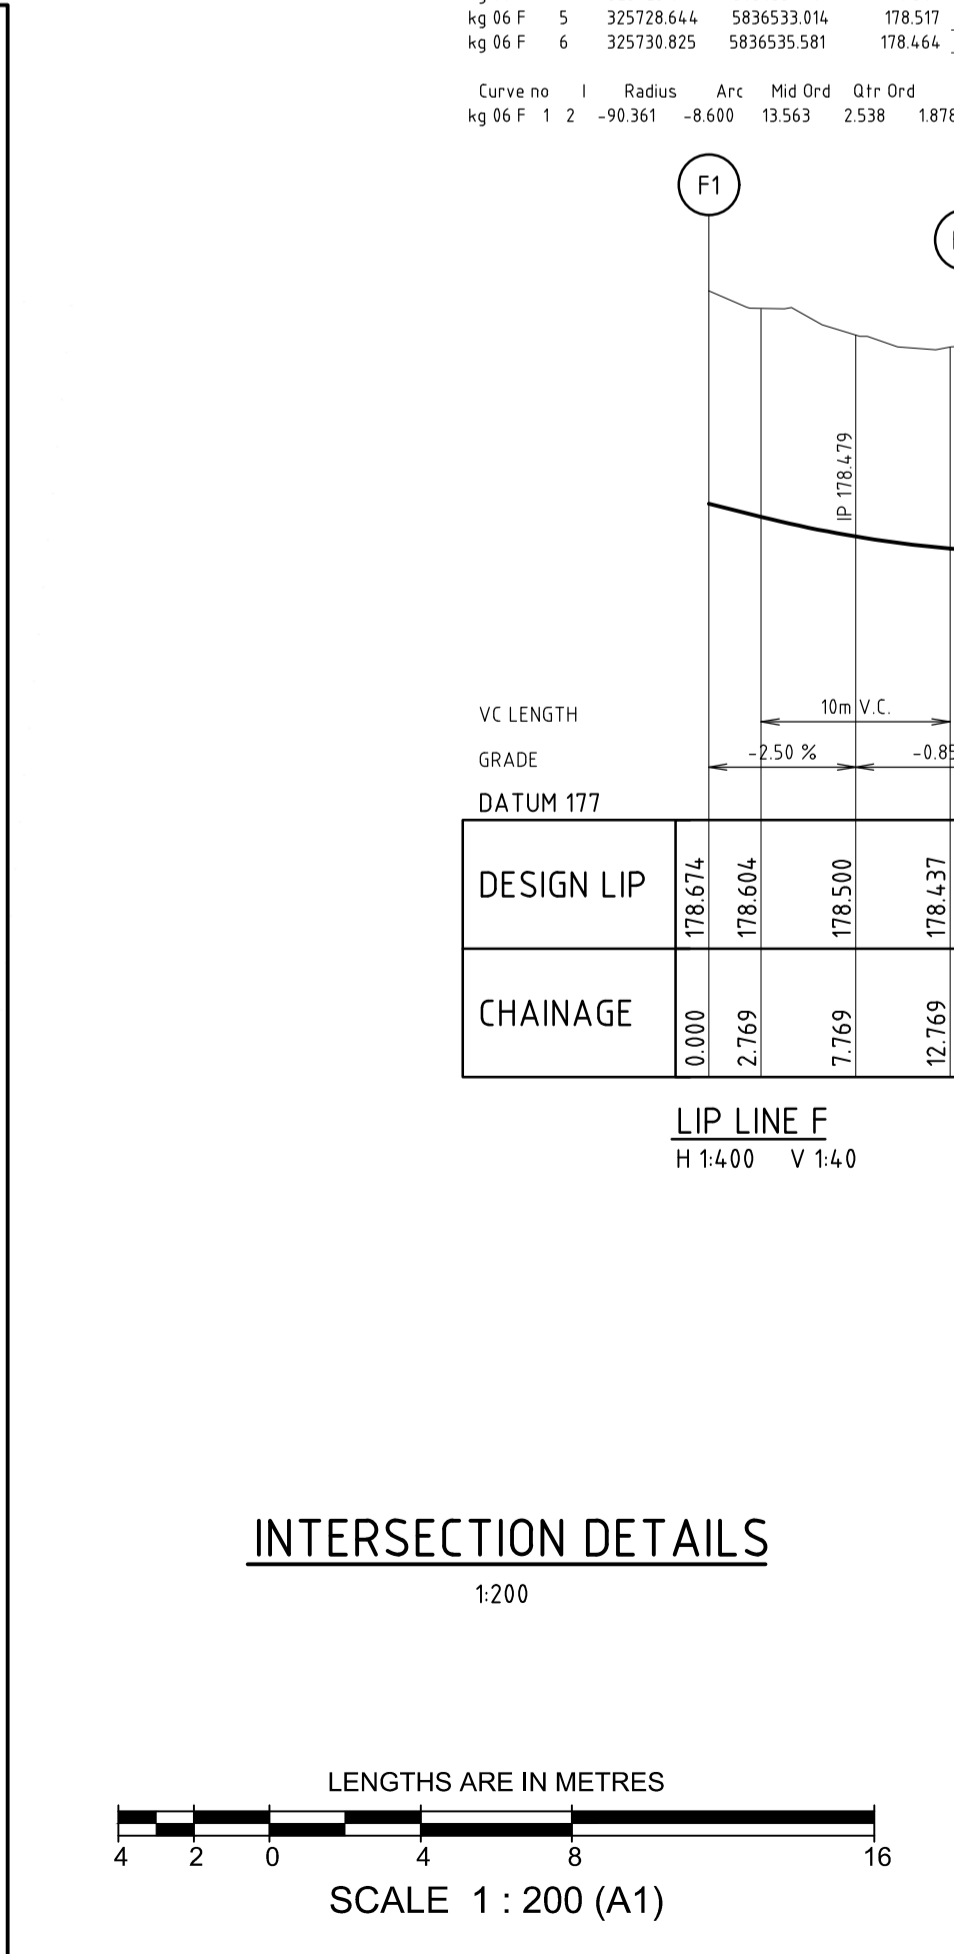 kg 06 F 5 325728.644 5836533.014 178.517
kg 06 F 6 325730.825 5836535.581 178.464
Curve no I Radius Arc Mid Ord Qtr Ord
kg 06 F 1 2 -90.361 -8.600 13.563 2.538 1.878
F1
IP 178.479
VC LENGTH 10m V.C.
GRADE -2.50 % -0.85
DATUM 177
DESIGN LIP 178.674 178.604 178.500 178.437
CHAINAGE 0.000 2.769 7.769 12.769
LIP LINE F
H 1:400 V 1:40
INTERSECTION DETAILS
1:200
LENGTHS ARE IN METRES
4 2 0 4 8 16
SCALE 1 : 200 (A1)